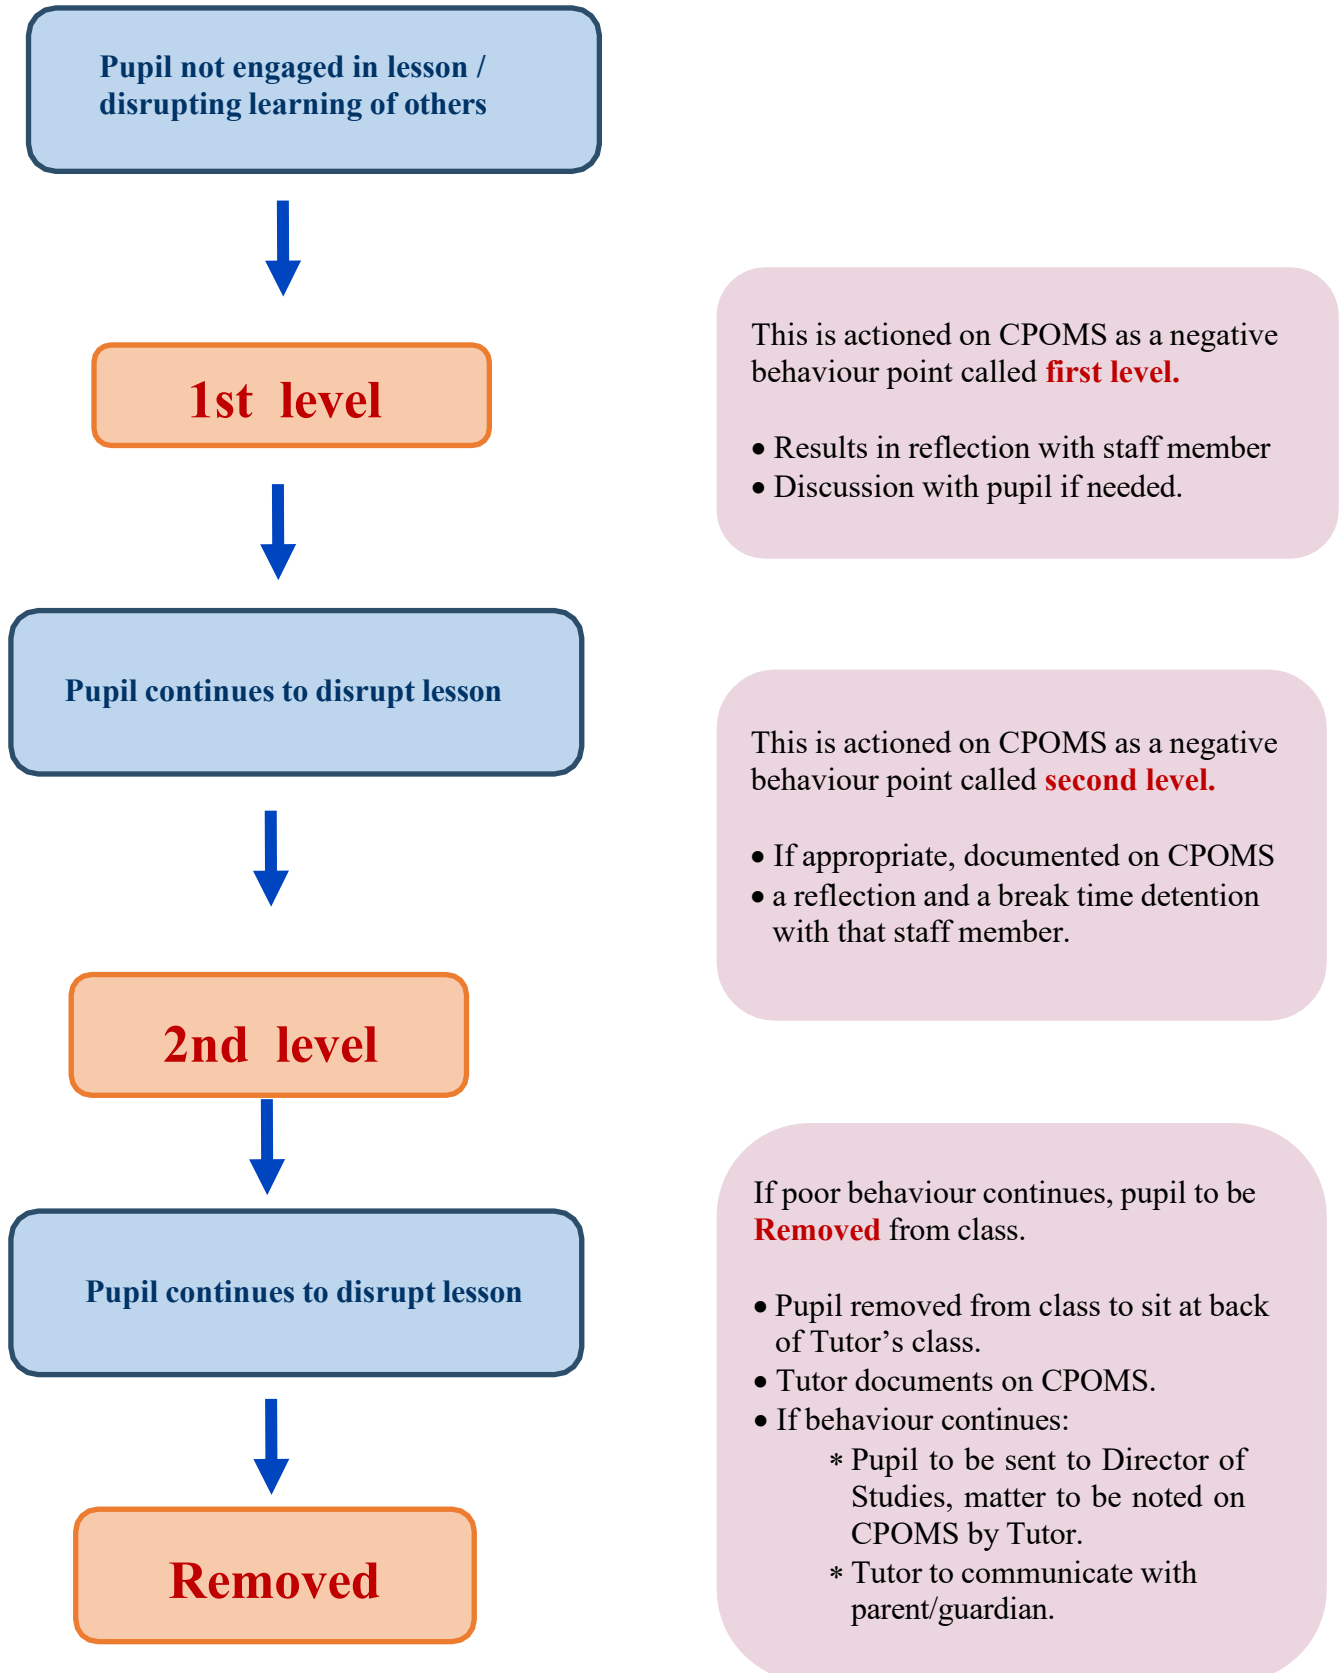 Pupil not engaged in lesson /
disrupting learning of others
1st level
Pupil continues to disrupt lesson
2nd level
Pupil continues to disrupt lesson
Removed
This is actioned on CPOMS as a negative
behaviour point called first level.
• Results in reflection with staff member
• Discussion with pupil if needed.
This is actioned on CPOMS as a negative
behaviour point called second level.
• If appropriate, documented on CPOMS
• a reflection and a break time detention
with that staff member.
If poor behaviour continues, pupil to be
Removed from class.
• Pupil removed from class to sit at back
of Tutor’s class.
• Tutor documents on CPOMS.
• If behaviour continues:
* Pupil to be sent to Director of
Studies, matter to be noted on
CPOMS by Tutor.
* Tutor to communicate with
parent/guardian.